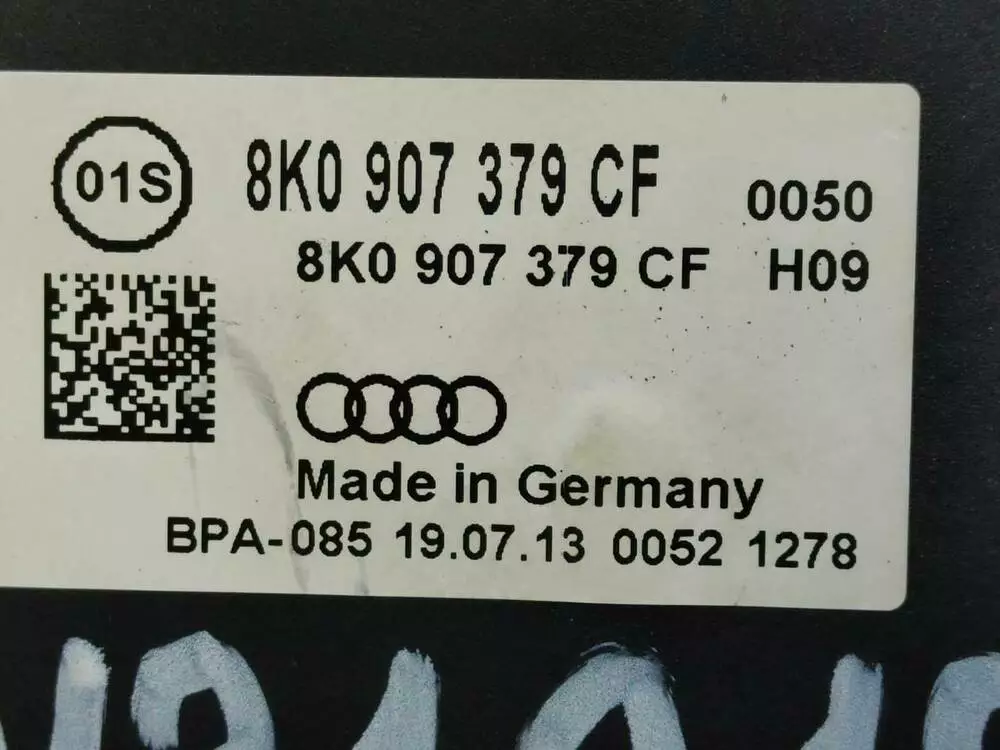 01S 8K0 907 379 CF 0050
8K0 907 379 CF H09
Made in Germany
BPA-085 19.07.13 0052 1278